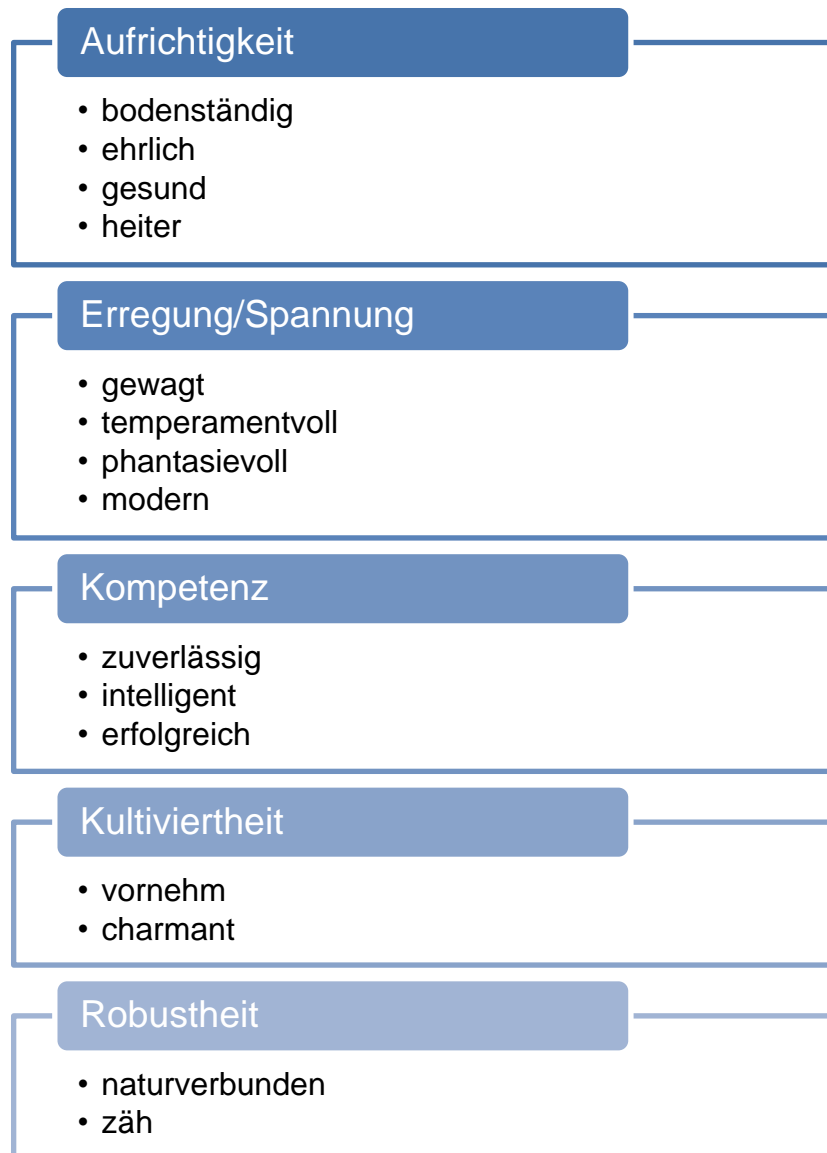 Aufrichtigkeit
• bodenständig
• ehrlich
• gesund
• heiter
Erregung/Spannung
• gewagt
• temperamentvoll
• phantasievoll
• modern
Kompetenz
• zuverlässig
• intelligent
• erfolgreich
Kultiviertheit
• vornehm
• charmant
Robustheit
• naturverbunden
• zäh